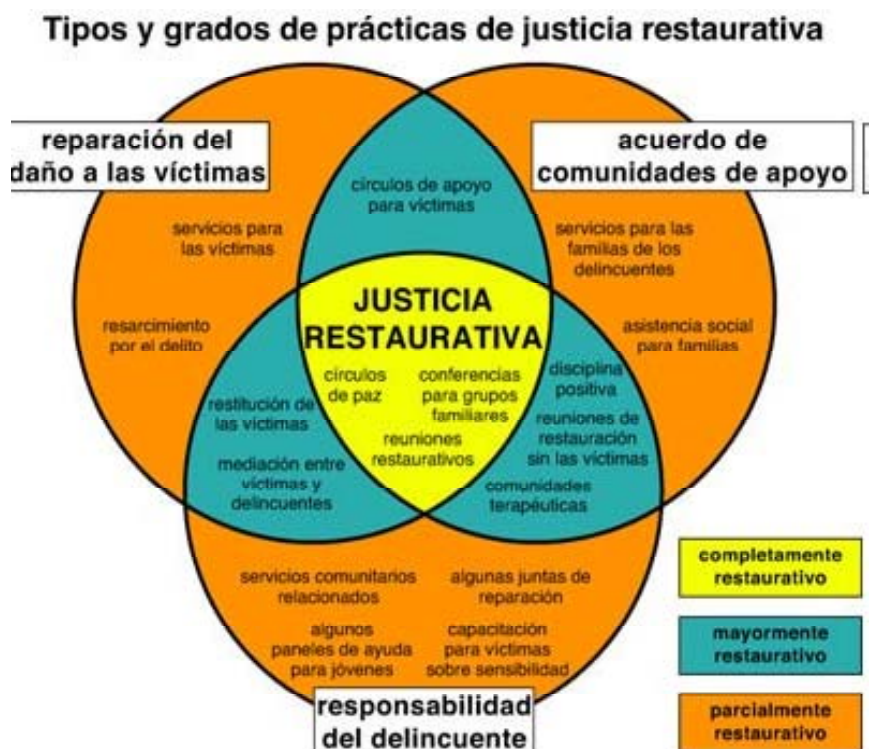 Tipos y grados de prácticas de justicia restaurativa
reparación del
daño a las víctimas
acuerdo de
comunidades de apoyo
círculos de apoyo
para víctimas
servicios para
las víctimas
servicios para las
familias de los
delincuentes
JUSTICIA
RESTAURATIVA
resarcimiento
por el delito
asistencia social
para familias
círculos
de paz
conferencias
para grupos
familiares
disciplina
positiva
restitución de
las víctimas
reuniones de
restauración
sin las víctimas
reuniones
restaurativos
mediación entre
víctimas y
delincuentes
comunidades
terapéuticas
servicios comunitarios
relacionados
algunas juntas de
reparación
algunos
paneles de ayuda
para jóvenes
capacitación
para víctimas
sobre sensibilidad
responsabilidad
del delincuente
completamente
restaurativo
mayormente
restaurativo
parcialmente
restaurativo